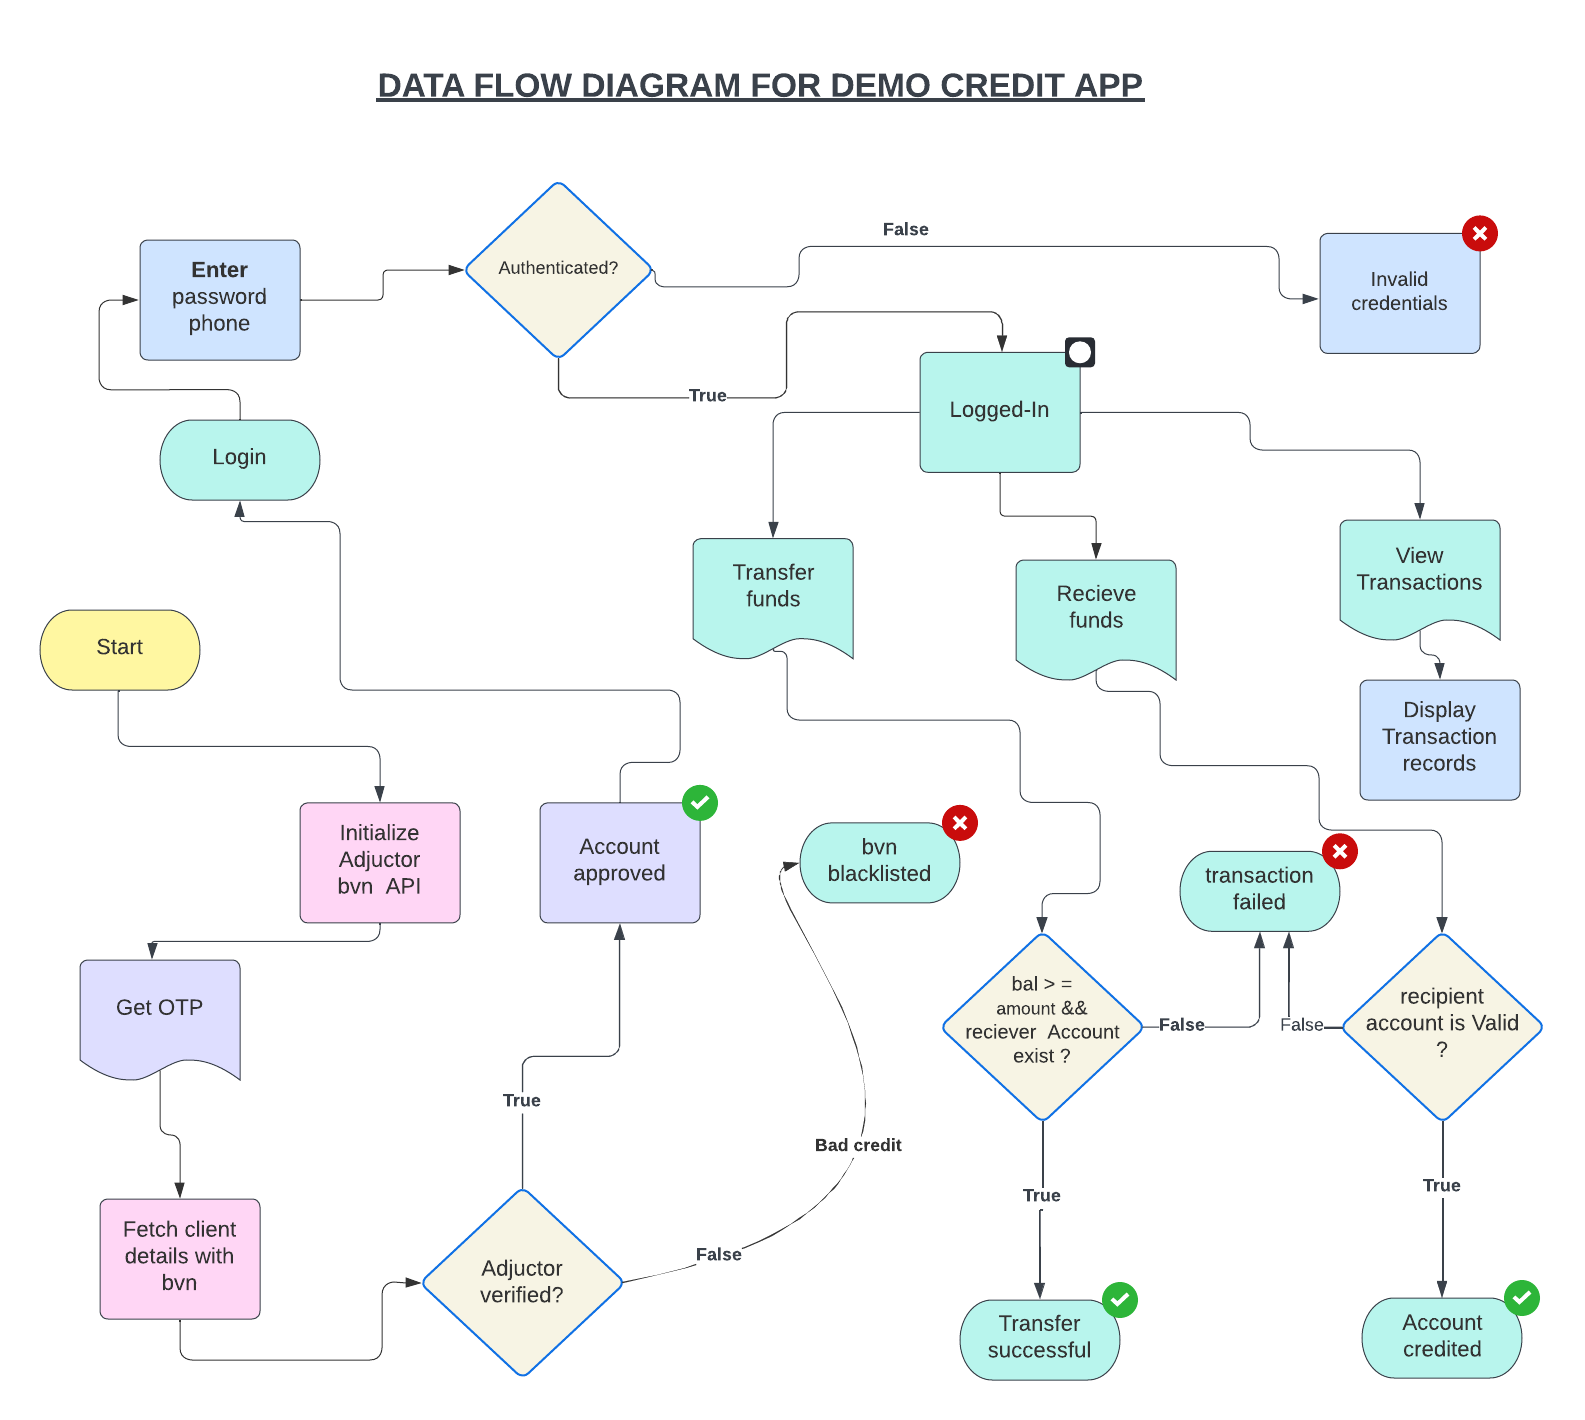 DATA FLOW DIAGRAM FOR DEMO CREDIT APP
Enter
password
phone
Authenticated?
False
Invalid
credentials
True
Logged-In
Login
Transfer
funds
Recieve
funds
View
Transactions
Start
Display
Transaction
records
Initialize
Adjuctor
bvn  API
Account
approved
bvn
blacklisted
transaction
failed
Get OTP
bal > =
amount &&
reciever  Account
exist ?
False
False
recipient
account is Valid
?
True
Bad credit
True
True
Fetch client
details with
bvn
Adjuctor
verified?
False
Transfer
successful
Account
credited